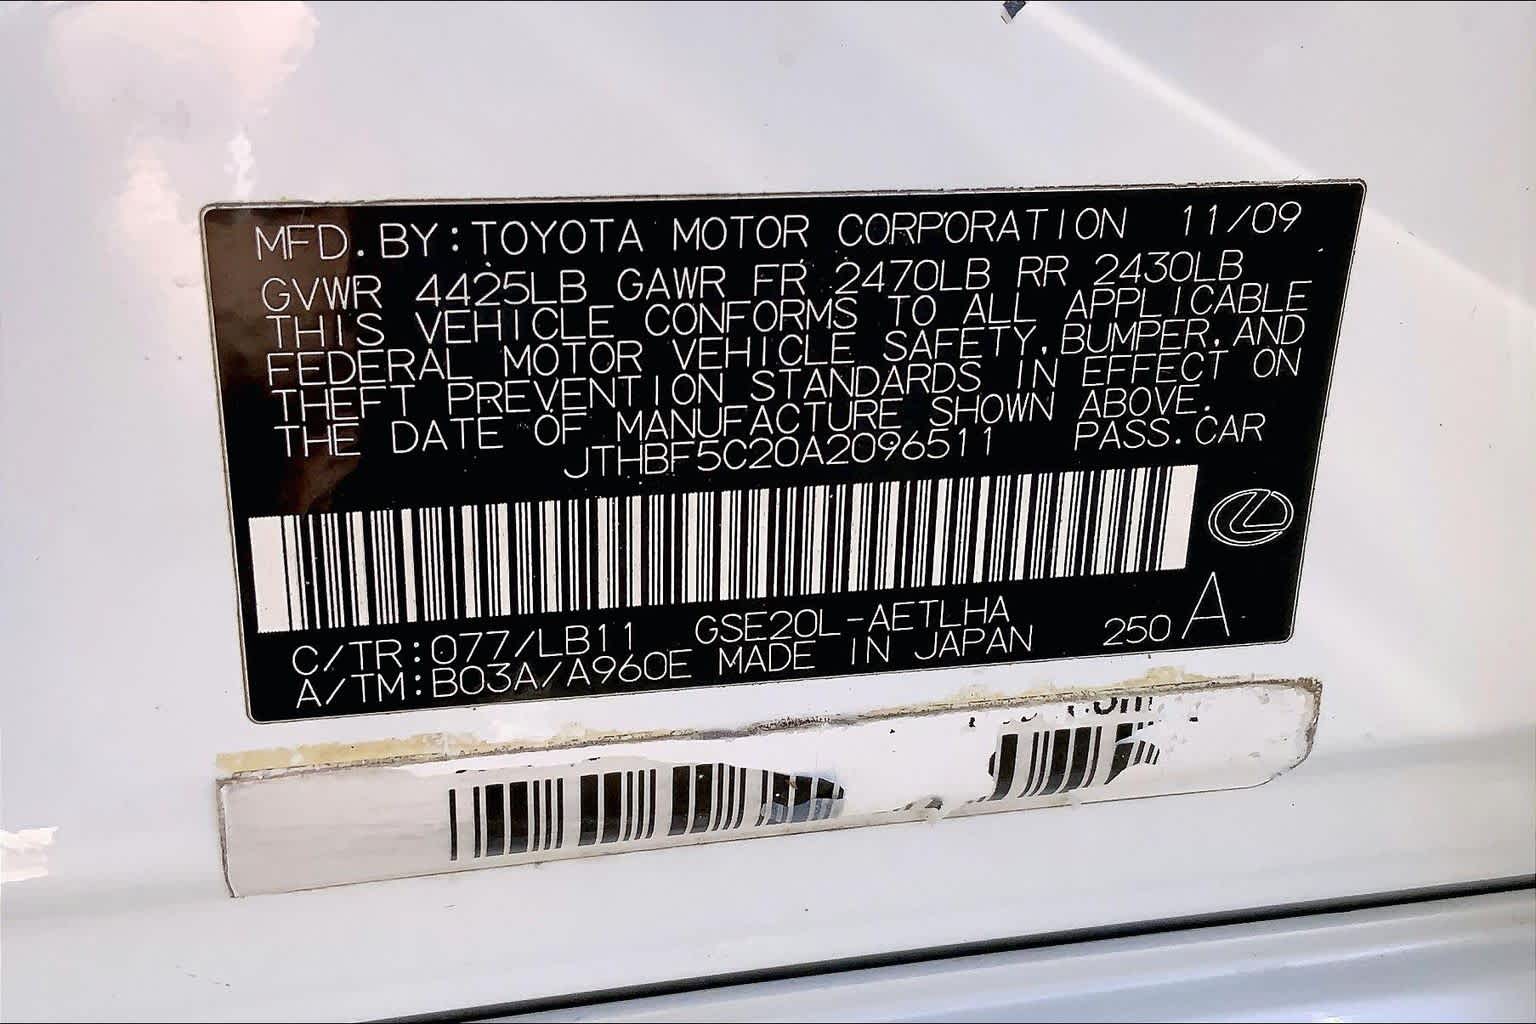 MFD. BY: TOYOTA MOTOR CORPORATION 11/09
GVWR 4425LB GAWR FR 2470LB RR 2430LB
THIS VEHICLE CONFORMS TO ALL APPLICABLE
FEDERAL MOTOR VEHICLE SAFETY, BUMPER, AND
THEFT PREVENTION STANDARDS IN EFFECT ON
THE DATE OF MANUFACTURE SHOWN ABOVE.
JTHBF5C20A2096511 PASS. CAR
C/TR: 077/LB11 GSE20L-AETLHA 250 A
A/TM: B03A/A960E MADE IN JAPAN